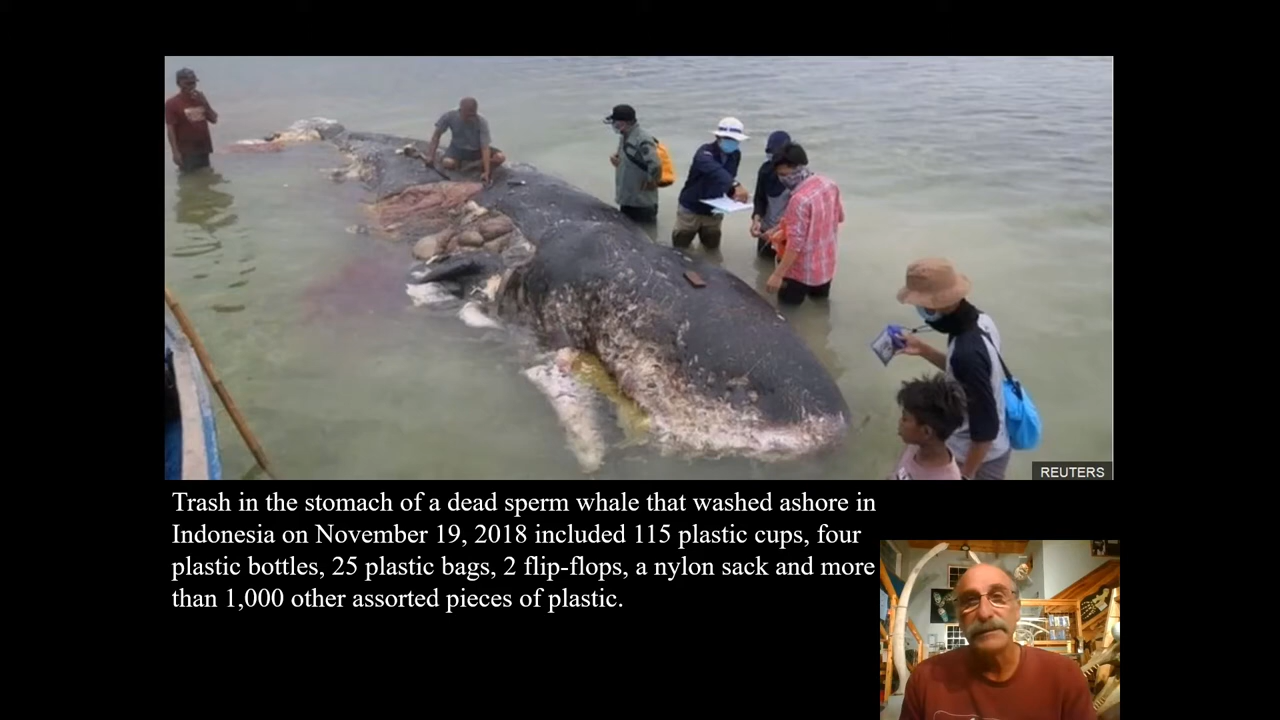 REUTERS
Trash in the stomach of a dead sperm whale that washed ashore in
Indonesia on November 19, 2018 included 115 plastic cups, four
plastic bottles, 25 plastic bags, 2 flip-flops, a nylon sack and more
than 1,000 other assorted pieces of plastic.